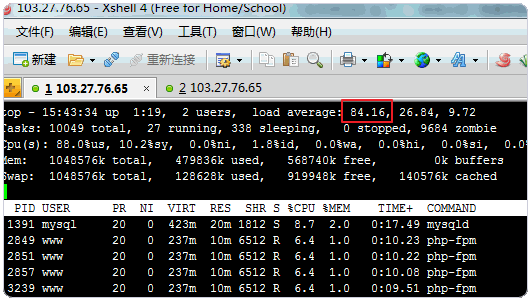 103.27.76.65 - Xshell 4 (Free for Home/School)
文件(F) 编辑(E) 查看(V) 工具(T) 窗口(W) 帮助(H)
新建 重新连接
1 103.27.76.65 × 2 103.27.76.65
top - 15:43:34 up 1:19, 2 users, load average: 84.16, 26.84, 9.72
Tasks: 10049 total, 27 running, 338 sleeping, 0 stopped, 9684 zombie
Cpu(s): 88.0%us, 10.2%sy, 0.0%ni, 1.8%id, 0.0%wa, 0.0%hi, 0.0%si, 0.0%
Mem: 1048576k total, 479836k used, 568740k free, 0k buffers
Swap: 1048576k total, 128628k used, 919948k free, 140576k cached
PID USER PR NI VIRT RES SHR S %CPU %MEM TIME+ COMMAND
1391 mysql 20 0 423m 20m 1812 S 8.7 2.0 0:17.49 mysqld
2849 www 20 0 237m 10m 6512 R 6.4 1.0 0:10.23 php-fpm
2851 www 20 0 237m 10m 6512 R 6.4 1.0 0:10.22 php-fpm
2857 www 20 0 237m 10m 6512 R 6.4 1.0 0:10.08 php-fpm
3239 www 20 0 237m 10m 6512 R 6.4 1.0 0:09.51 php-fpm